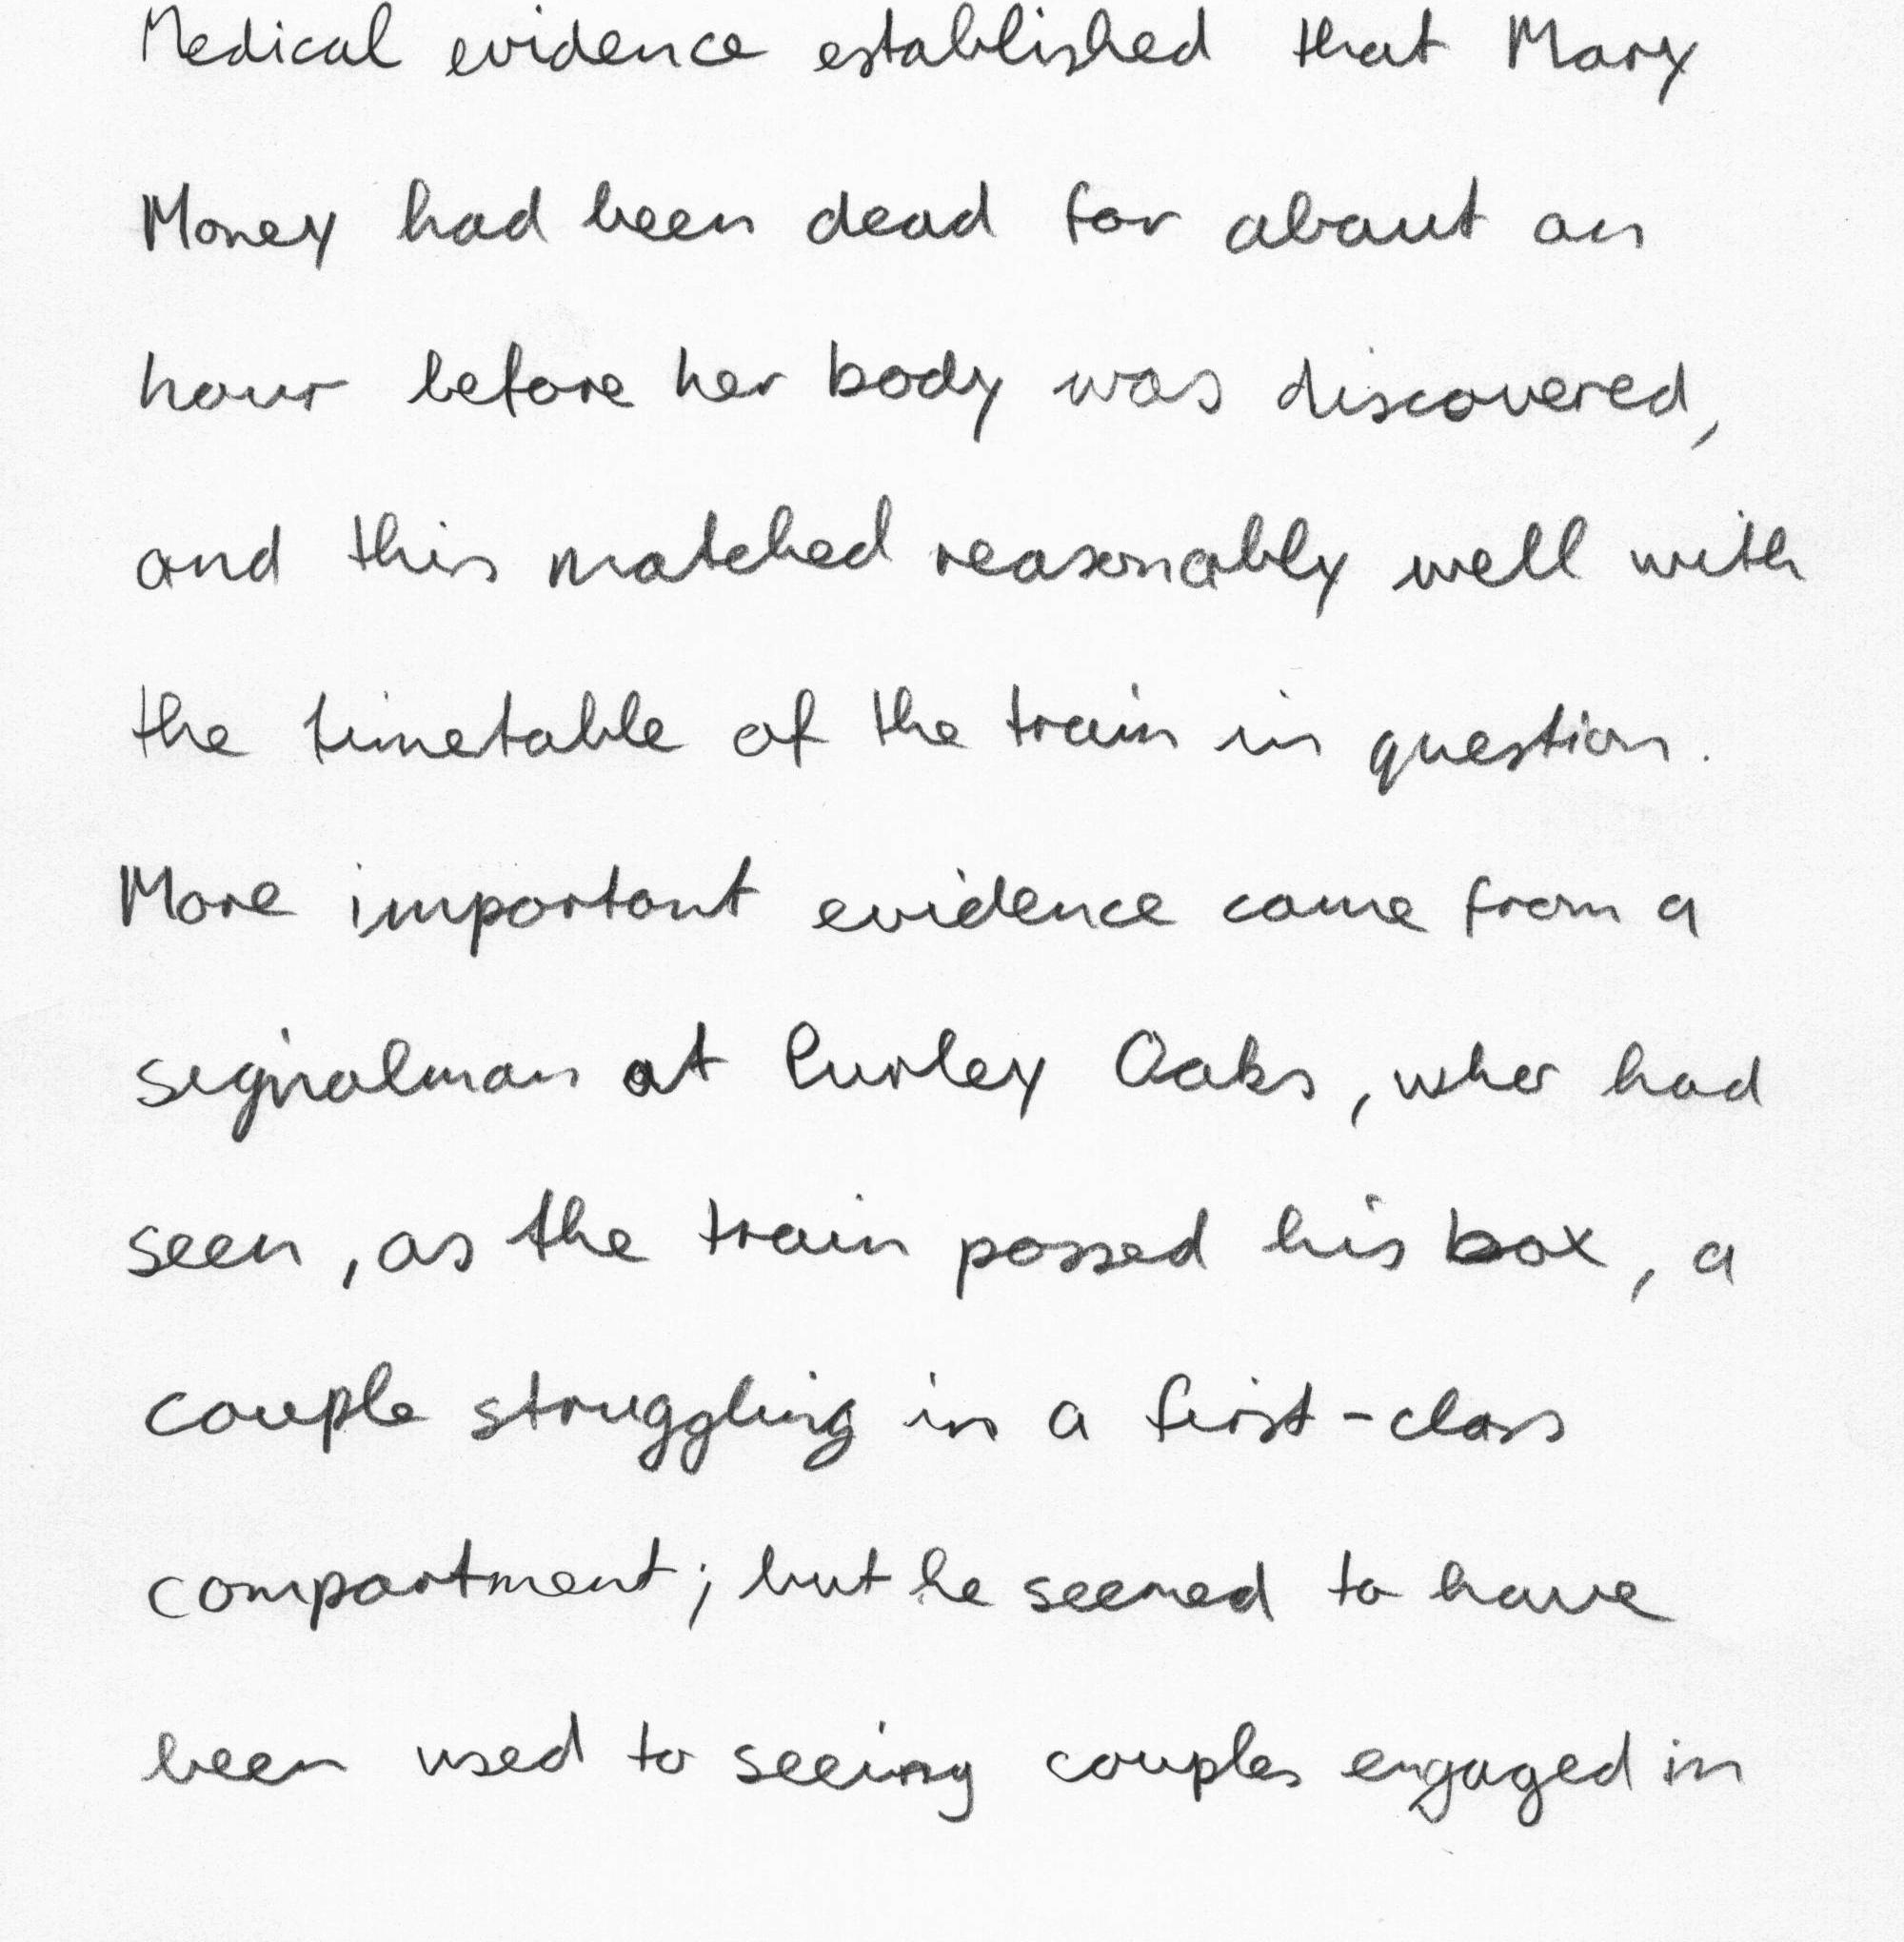 Medical evidence established that Mary
Money had been dead for about an
hour before her body was discovered,
and this matched reasonably well with
the timetable of the train in question.
More important evidence came from a
signalman at Purley Oaks, who had
seen, as the train passed his box, a
couple struggling in a first-class
compartment; but he seemed to have
been used to seeing couples engaged in